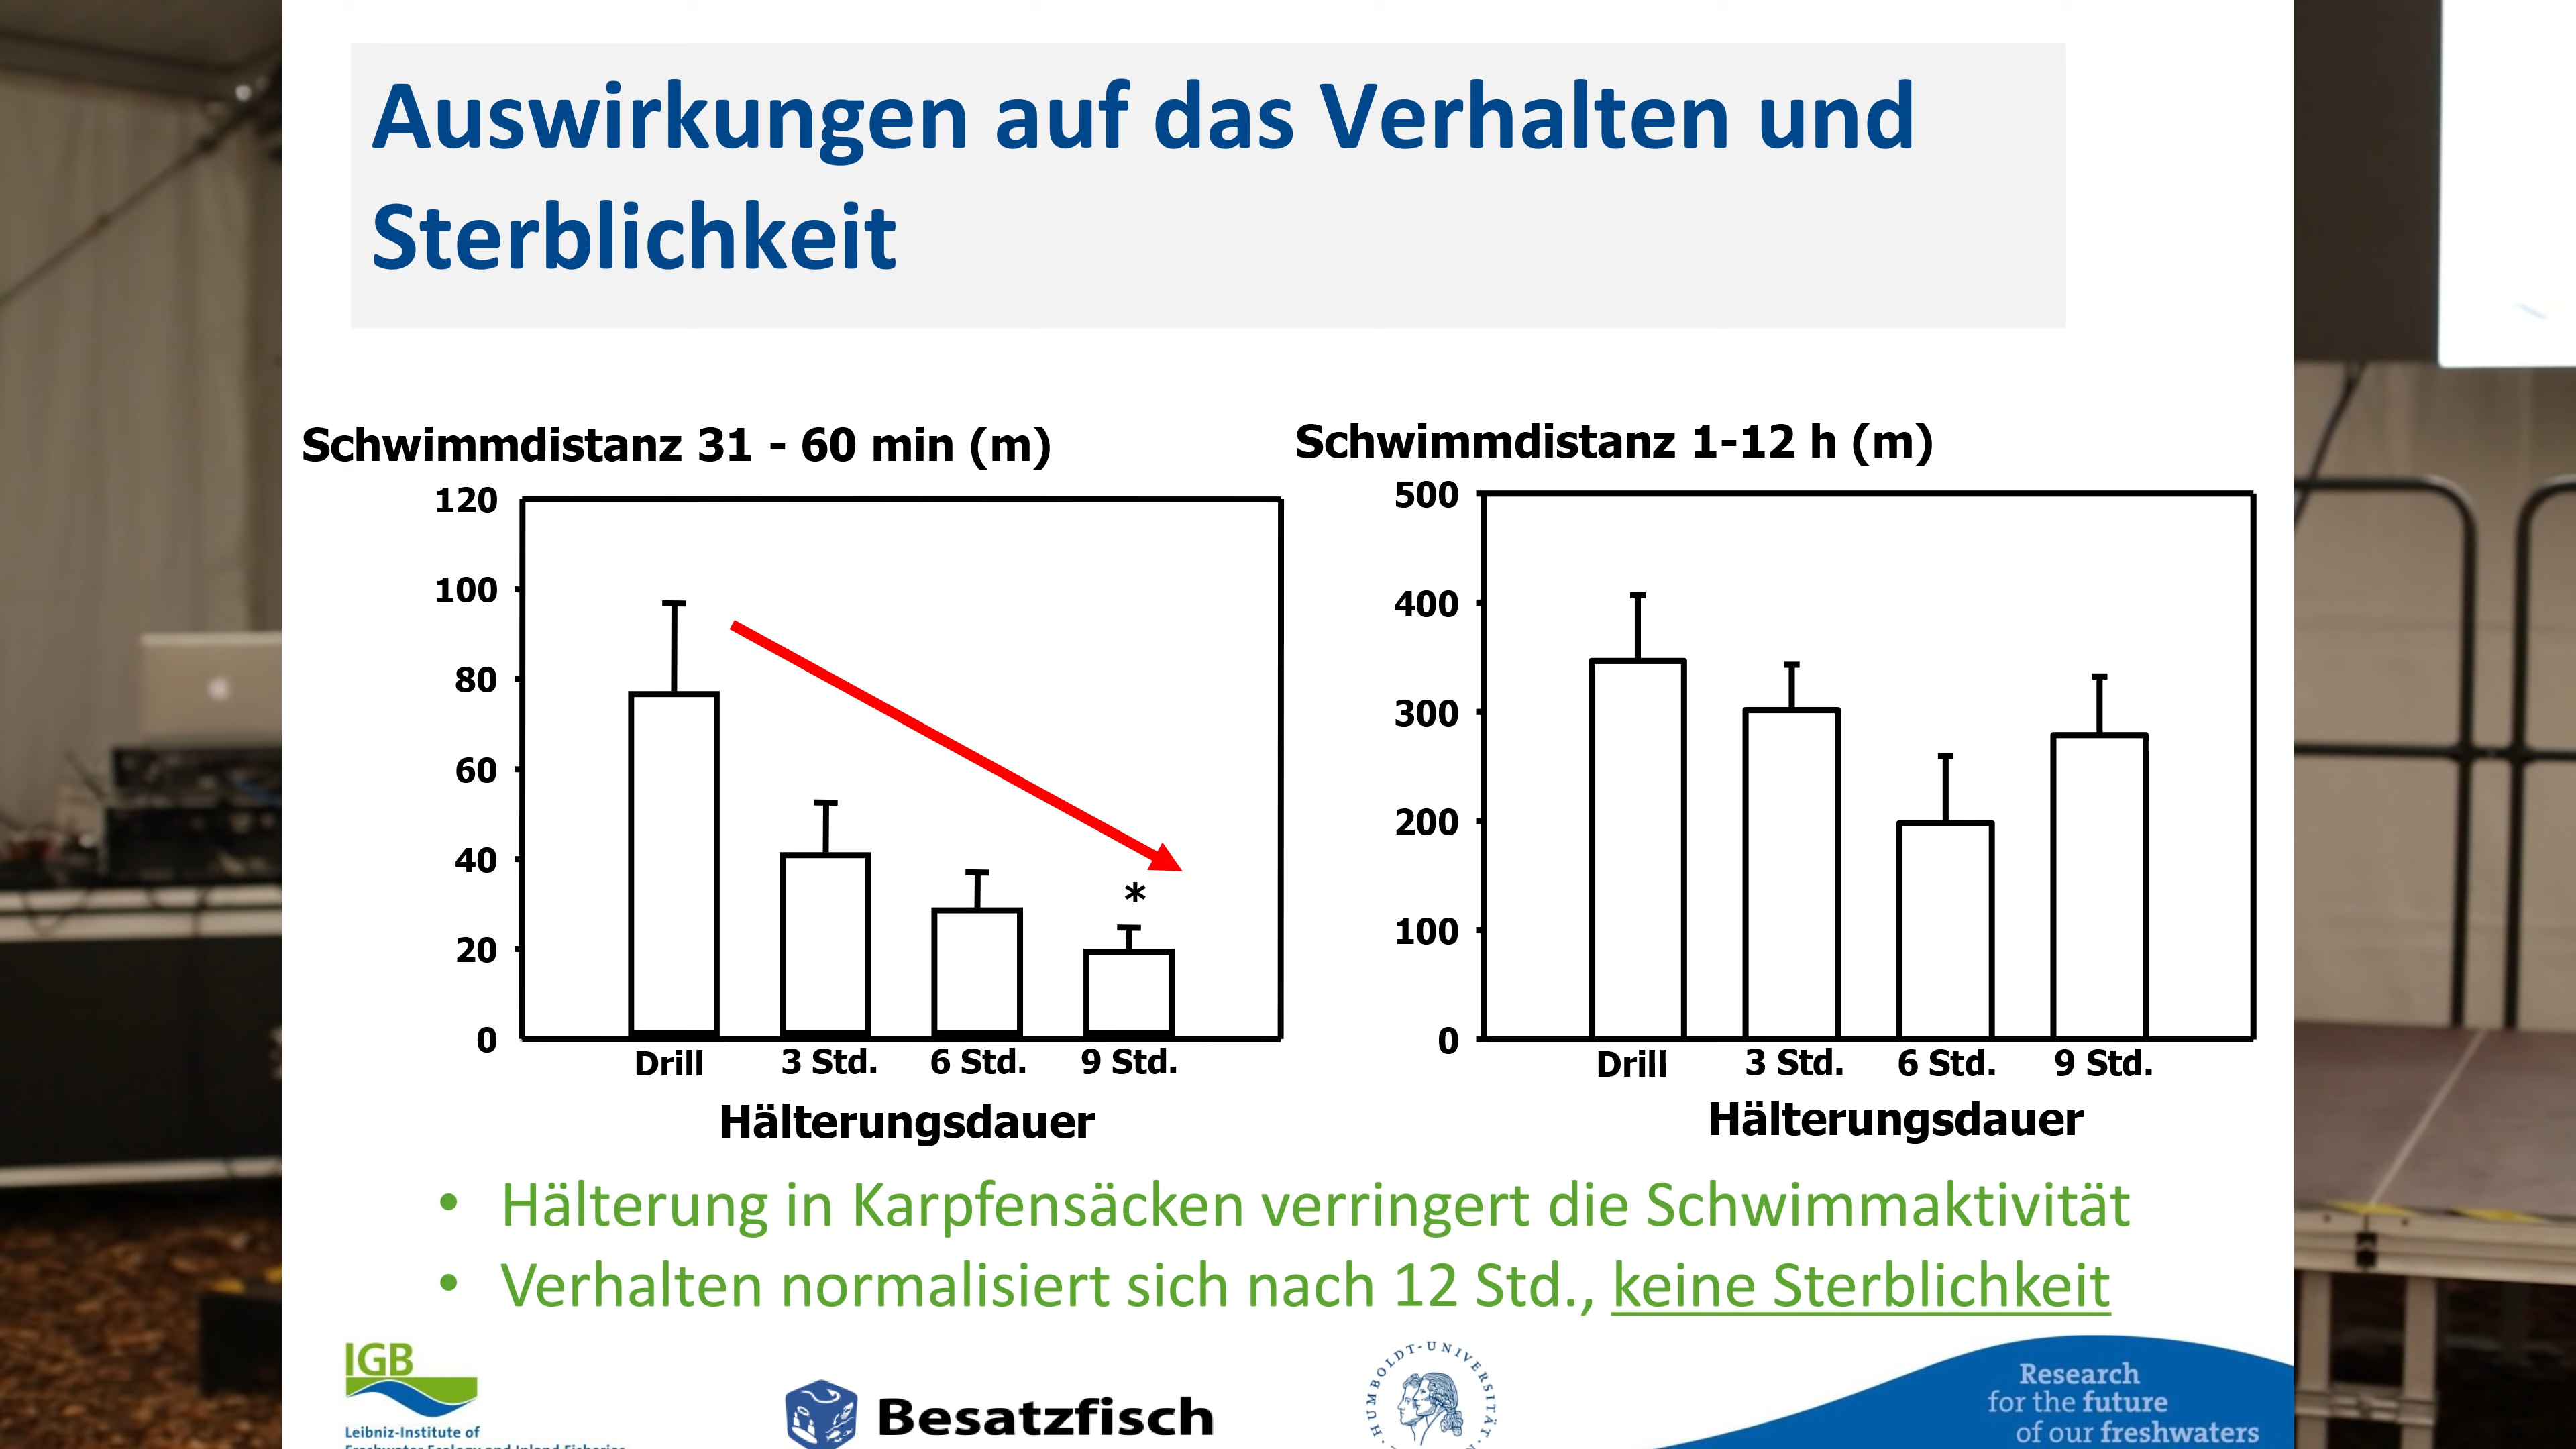 Auswirkungen auf das Verhalten und
Sterblichkeit
Schwimmdistanz 31 - 60 min (m)
120
100
80
60
40
20
0
*
Drill 3 Std. 6 Std. 9 Std.
Hälterungsdauer
Schwimmdistanz 1-12 h (m)
500
400
300
200
100
0
Drill 3 Std. 6 Std. 9 Std.
Hälterungsdauer
• Hälterung in Karpfensäcken verringert die Schwimmaktivität
• Verhalten normalisiert sich nach 12 Std., keine Sterblichkeit
IGB
Leibniz-Institute of
Besatzfisch
HUMBOLDT-UNIVERSITÄT
Research
for the future
of our freshwaters